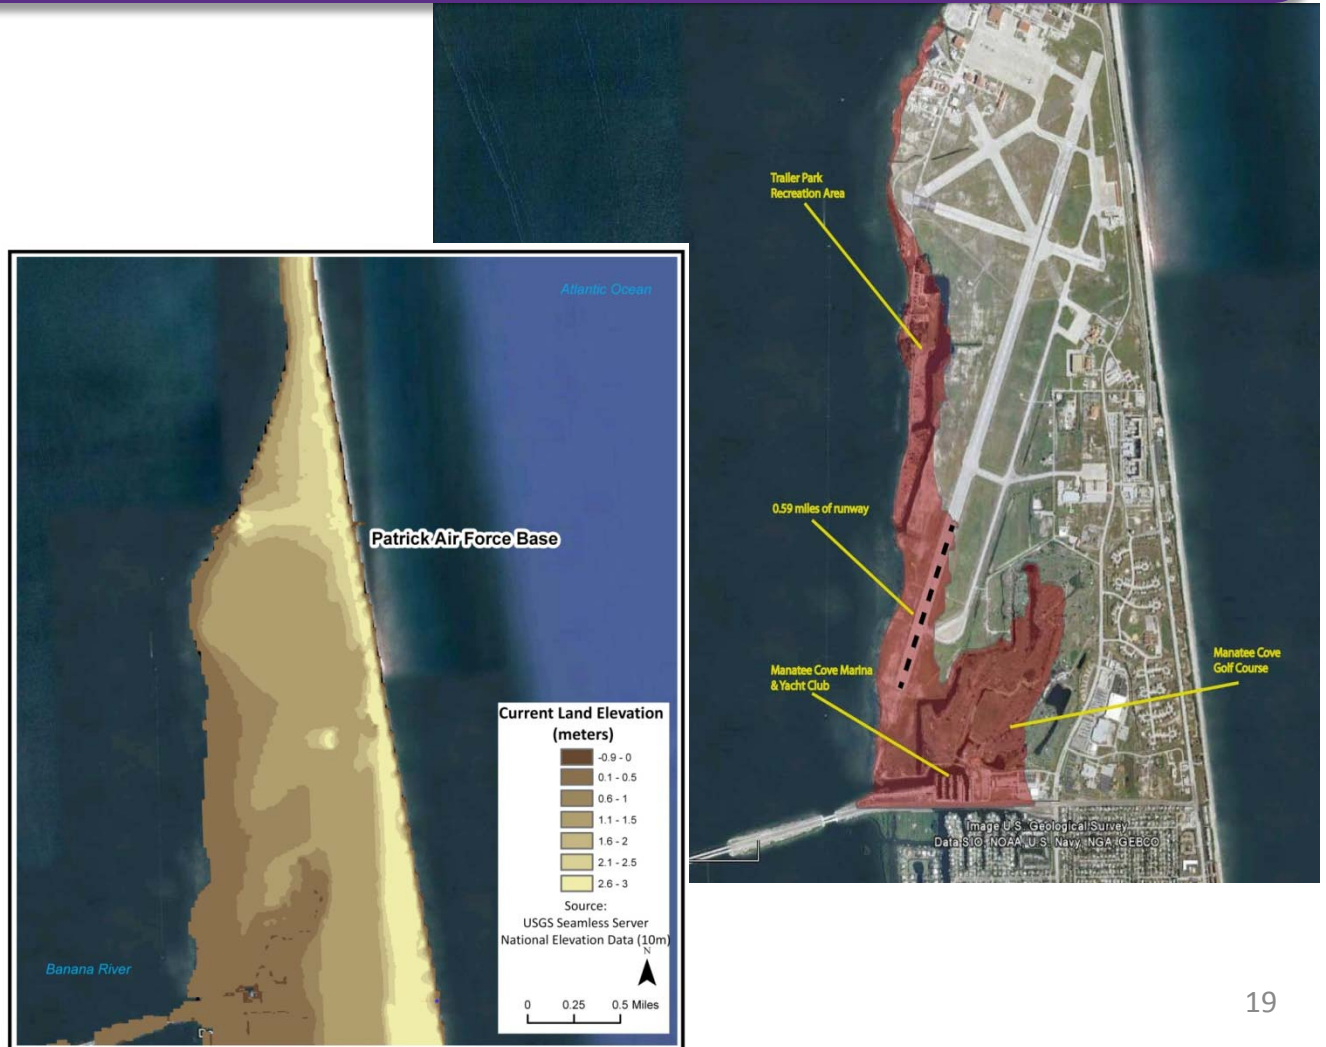 Trailer Park
Recreation Area
0.59 miles of runway
Manatee Cove Marina
& Yacht Club
Manatee Cove
Golf Course
Image U.S. Geological Survey
Data SIO, NOAA, U.S. Navy, NGA, GEBCO
Atlantic Ocean
Patrick Air Force Base
Banana River
Current Land Elevation
(meters)
-0.9 - 0
0.1 - 0.5
0.6 - 1
1.1 - 1.5
1.6 - 2
2.1 - 2.5
2.6 - 3
Source:
USGS Seamless Server
National Elevation Data (10m)
N
0 0.25 0.5 Miles
19